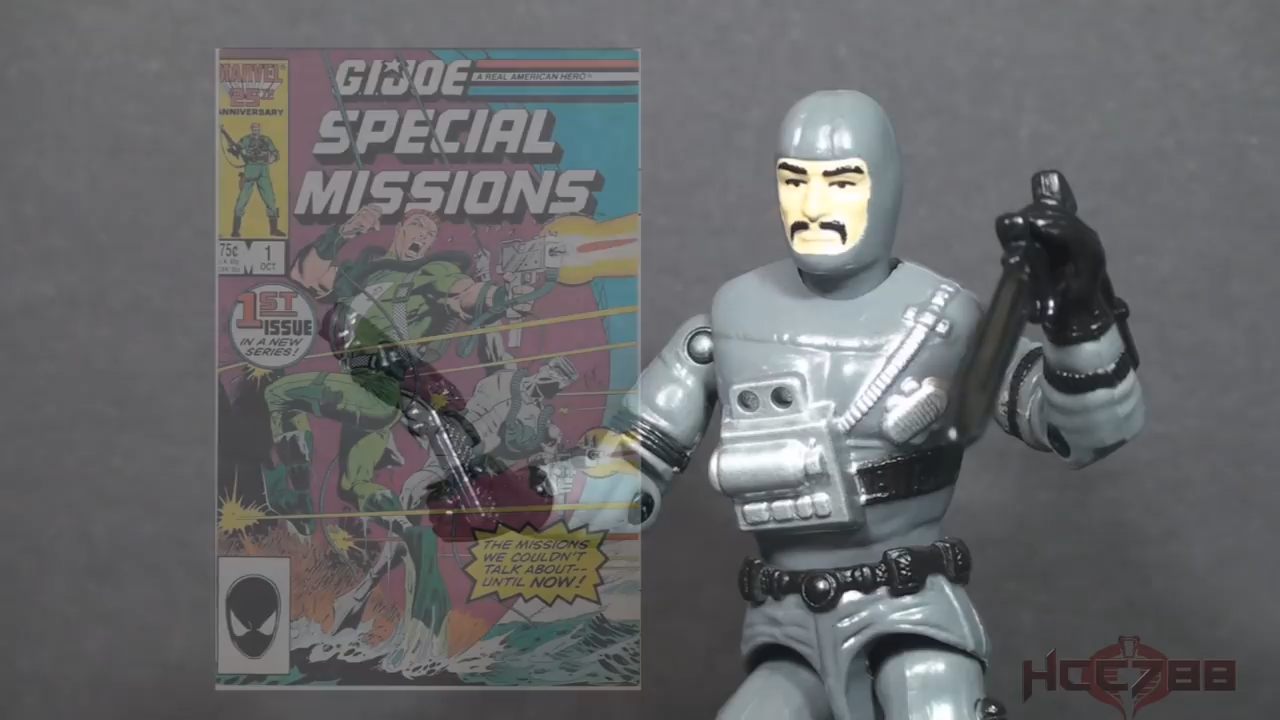 MARVEL
25TH
ANNIVERSARY
G.I. JOE
A REAL AMERICAN HERO
SPECIAL
MISSIONS
75¢
1
OCT
1ST
ISSUE
IN A NEW
SERIES!
THE MISSIONS
WE COULDN'T
TALK ABOUT--
UNTIL NOW!
HCC788